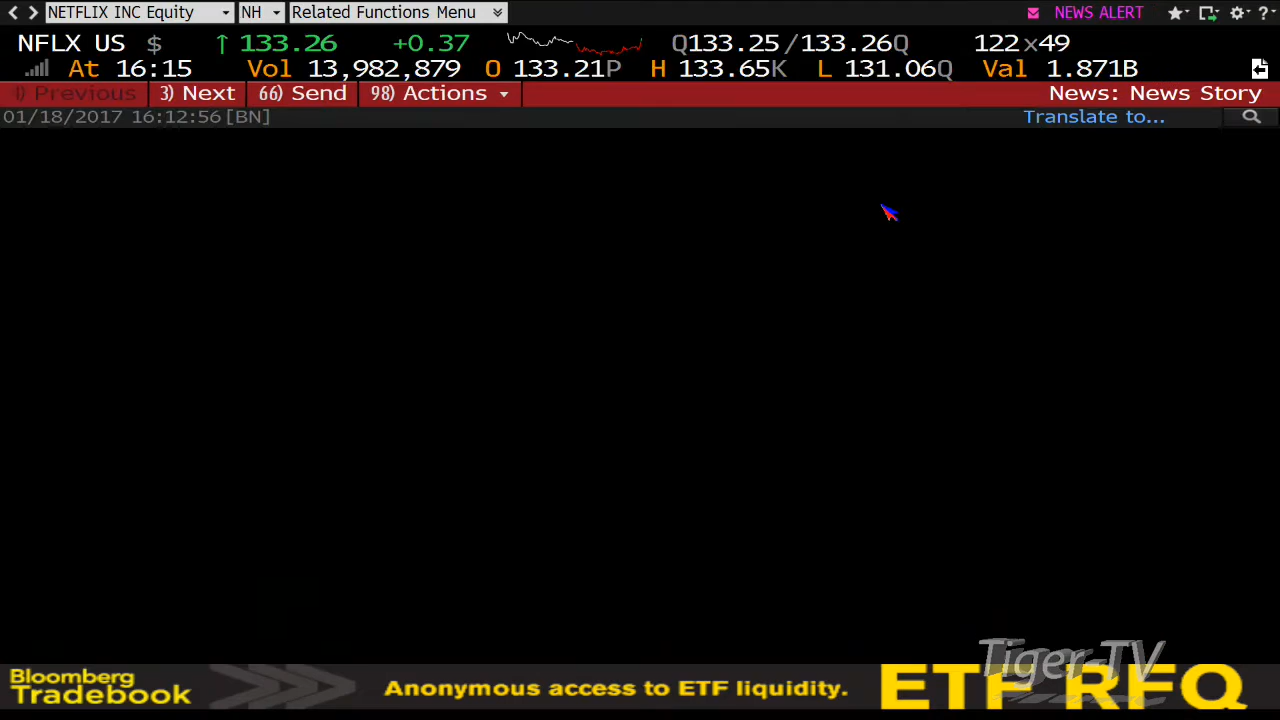 NETFLIX INC Equity NH Related Functions Menu NEWS ALERT ?
NFLX US $ ↑ 133.26 +0.37 Q133.25/133.26Q 122x49
At 16:15 Vol 13,982,879 O 133.21P H 133.65K L 131.06Q Val 1.871B
1) Previous 3) Next 66) Send 98) Actions News: News Story
01/18/2017 16:12:56[BN] Translate to...
Tiger-TV
Bloomberg
Tradebook
Anonymous access to ETF liquidity.
ETF RFQ